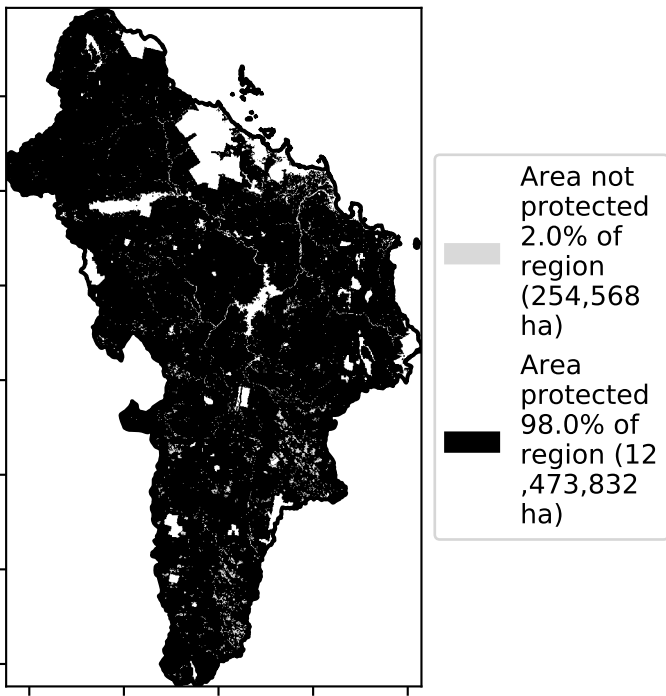 Area not
protected
2.0% of
region
(254,568
ha)
Area
protected
98.0% of
region (12
,473,832
ha)